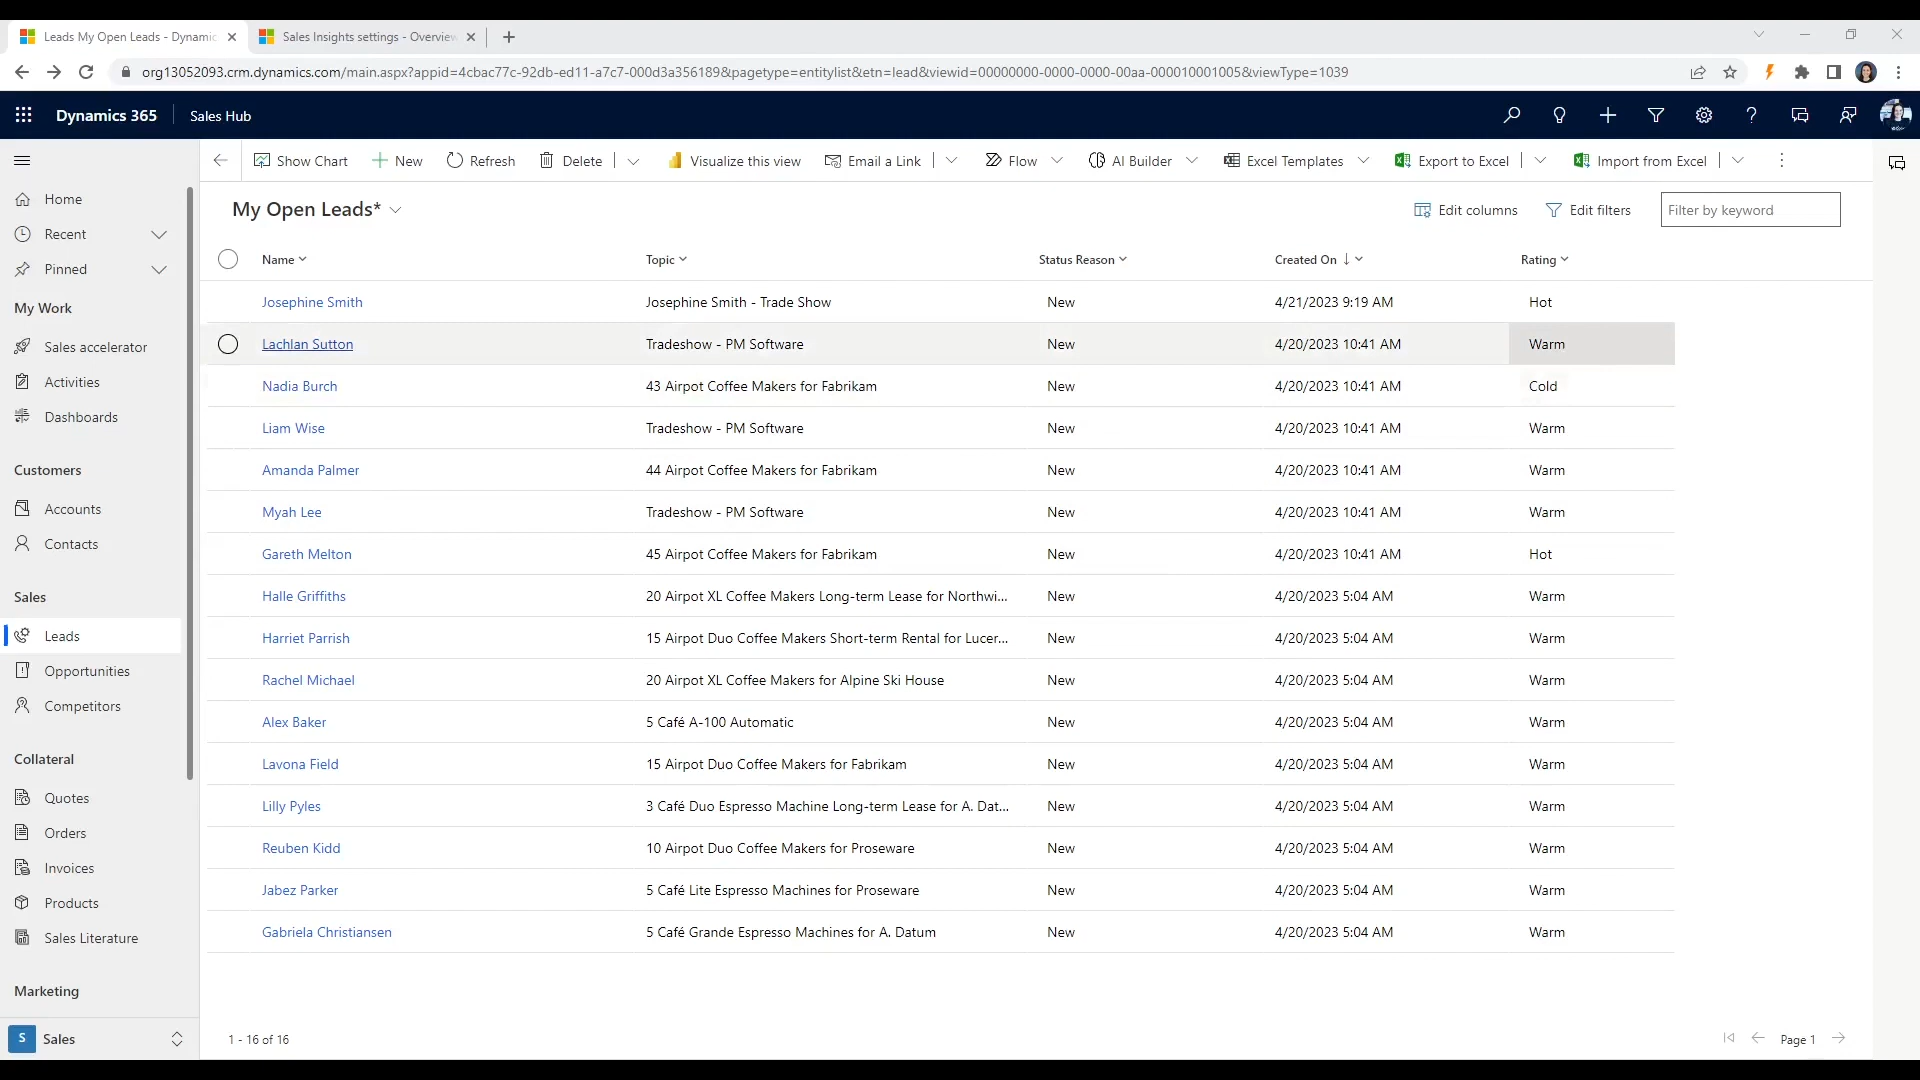 Leads My Open Leads - Dynamic
Sales Insights settings - Overview
org13052093.crm.dynamics.com/main.aspx?appid=4cbac77c-92db-ed11-a7c7-000d3a356189&pagetype=entitylist&etn=lead&viewid=00000000-0000-0000-00aa-000010001005&viewType=1039
Dynamics 365 Sales Hub
Show Chart New Refresh Delete Visualize this view Email a Link Flow AI Builder Excel Templates Export to Excel Import from Excel
Home
Recent
Pinned
My Work
Sales accelerator
Activities
Dashboards
Customers
Accounts
Contacts
Sales
Leads
Opportunities
Competitors
Collateral
Quotes
Orders
Invoices
Products
Sales Literature
Marketing
S Sales
My Open Leads*
Edit columns Edit filters Filter by keyword
Name Topic Status Reason Created On Rating
Josephine Smith Josephine Smith - Trade Show New 4/21/2023 9:19 AM Hot
Lachlan Sutton Tradeshow - PM Software New 4/20/2023 10:41 AM Warm
Nadia Burch 43 Airpot Coffee Makers for Fabrikam New 4/20/2023 10:41 AM Cold
Liam Wise Tradeshow - PM Software New 4/20/2023 10:41 AM Warm
Amanda Palmer 44 Airpot Coffee Makers for Fabrikam New 4/20/2023 10:41 AM Warm
Myah Lee Tradeshow - PM Software New 4/20/2023 10:41 AM Warm
Gareth Melton 45 Airpot Coffee Makers for Fabrikam New 4/20/2023 10:41 AM Hot
Halle Griffiths 20 Airpot XL Coffee Makers Long-term Lease for Northwi... New 4/20/2023 5:04 AM Warm
Harriet Parrish 15 Airpot Duo Coffee Makers Short-term Rental for Lucer... New 4/20/2023 5:04 AM Warm
Rachel Michael 20 Airpot XL Coffee Makers for Alpine Ski House New 4/20/2023 5:04 AM Warm
Alex Baker 5 Café A-100 Automatic New 4/20/2023 5:04 AM Warm
Lavona Field 15 Airpot Duo Coffee Makers for Fabrikam New 4/20/2023 5:04 AM Warm
Lilly Pyles 3 Café Duo Espresso Machine Long-term Lease for A. Dat... New 4/20/2023 5:04 AM Warm
Reuben Kidd 10 Airpot Duo Coffee Makers for Proseware New 4/20/2023 5:04 AM Warm
Jabez Parker 5 Café Lite Espresso Machines for Proseware New 4/20/2023 5:04 AM Warm
Gabriela Christiansen 5 Café Grande Espresso Machines for A. Datum New 4/20/2023 5:04 AM Warm
1 - 16 of 16
Page 1